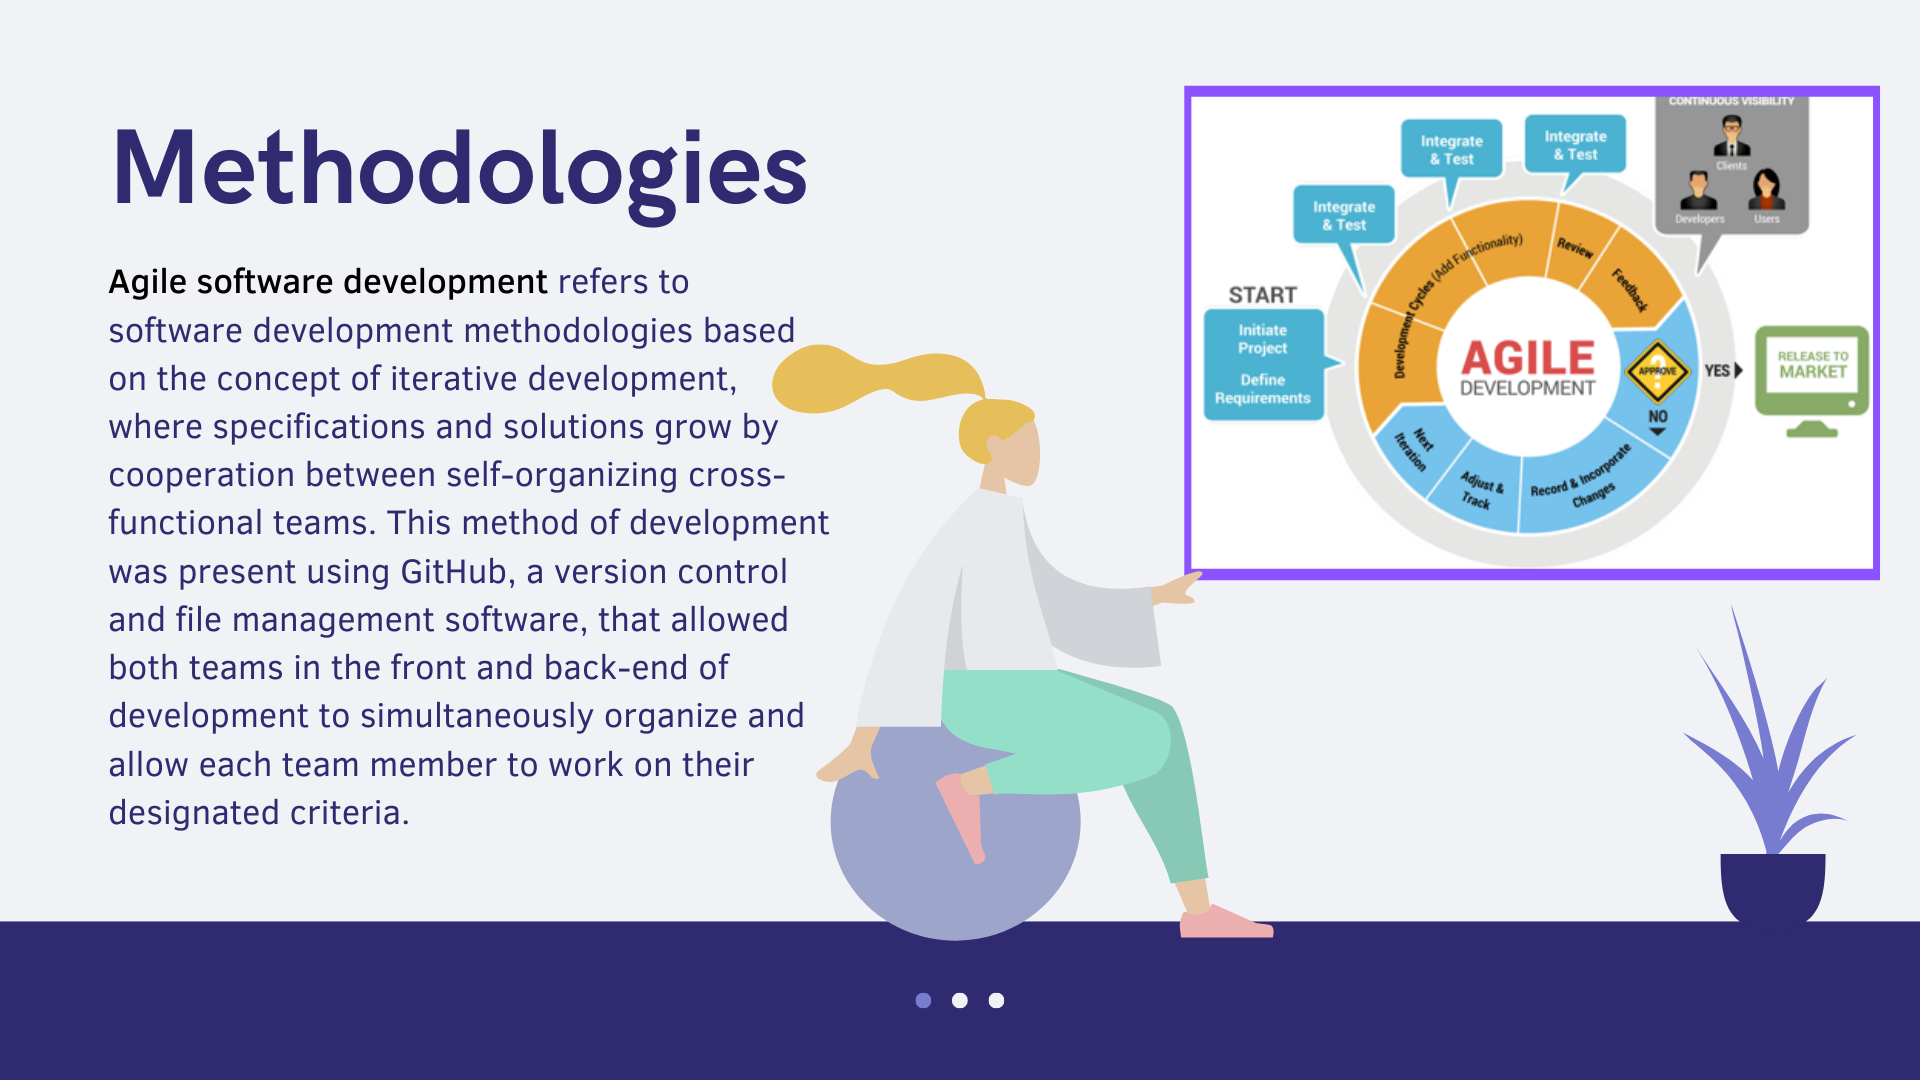 Methodologies
Agile software development refers to
software development methodologies based
on the concept of iterative development,
where specifications and solutions grow by
cooperation between self-organizing cross-
functional teams. This method of development
was present using GitHub, a version control
and file management software, that allowed
both teams in the front and back-end of
development to simultaneously organize and
allow each team member to work on their
designated criteria.
CONTINUOUS VISIBILITY
Clients
Developers
Users
Integrate
& Test
Integrate
& Test
Integrate
& Test
START
Initiate
Project
Define
Requirements
Development Cycles (Add Functionality)
Review
Feedback
AGILE
DEVELOPMENT
?
APPROVE
YES
NO
RELEASE TO
MARKET
Record & Incorporate
Changes
Adjust &
Track
Next
Iteration